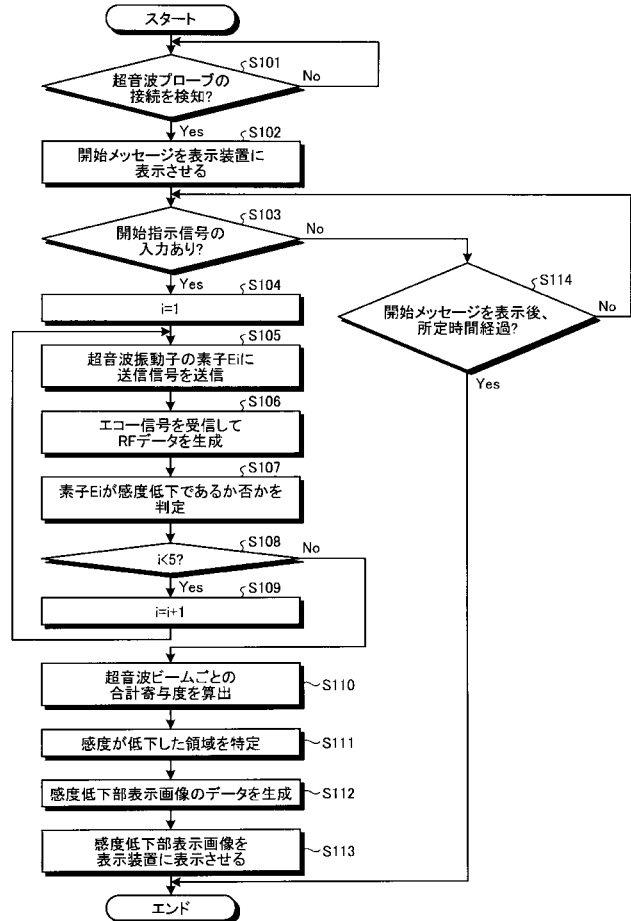 スタート
S101
超音波プローブの
接続を検知?
No
Yes
S102
開始メッセージを表示装置に
表示させる
S103
開始指示信号の
入力あり?
No
Yes
S114
開始メッセージを表示後、
所定時間経過?
No
Yes
S104
i=1
S105
超音波振動子の素子Eiに
送信信号を送信
S106
エコー信号を受信して
RFデータを生成
S107
素子Eiが感度低下であるか否かを
判定
S108
i<5?
No
Yes
S109
i=i+1
超音波ビームごとの
合計寄与度を算出
S110
感度が低下した領域を特定
S111
感度低下部表示画像のデータを生成
S112
感度低下部表示画像を
表示装置に表示させる
S113
エンド